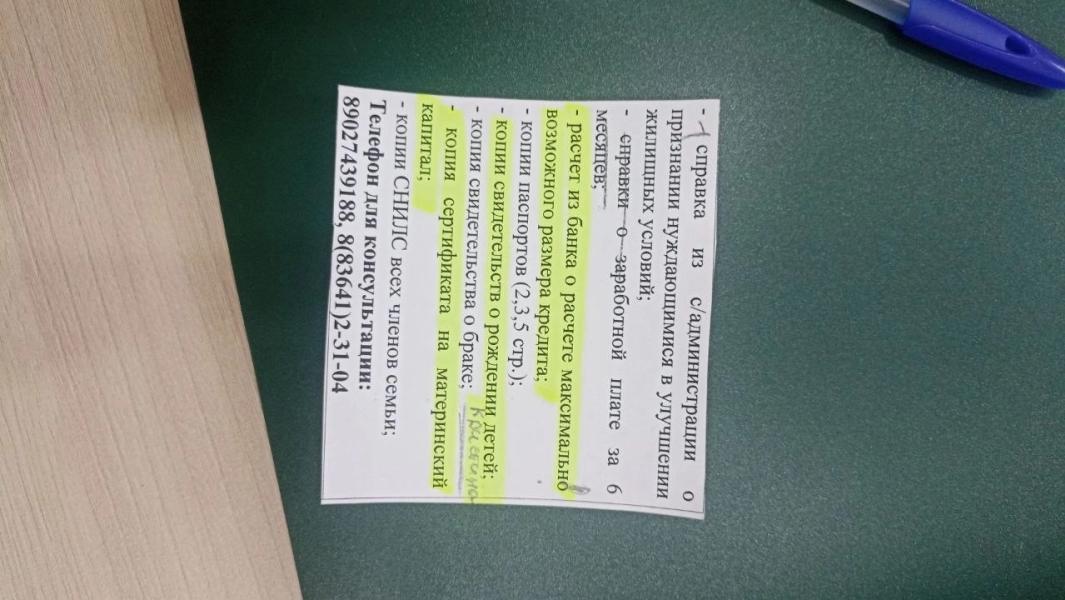 - справка из с/администрации о
признании нуждающимися в улучшении
жилищных условий;
- справки о заработной плате за 6
месяцев;
- расчет из банка о расчете максимально
возможного размера кредита;
- копии паспортов (2,3,5 стр.);
- копии свидетельств о рождении детей;
- копия свидетельства о браке; Кристина
- копия сертификата на материнский
капитал;
- копии СНИЛС всех членов семьи;
Телефон для консультации:
89027439188, 8(83641)2-31-04